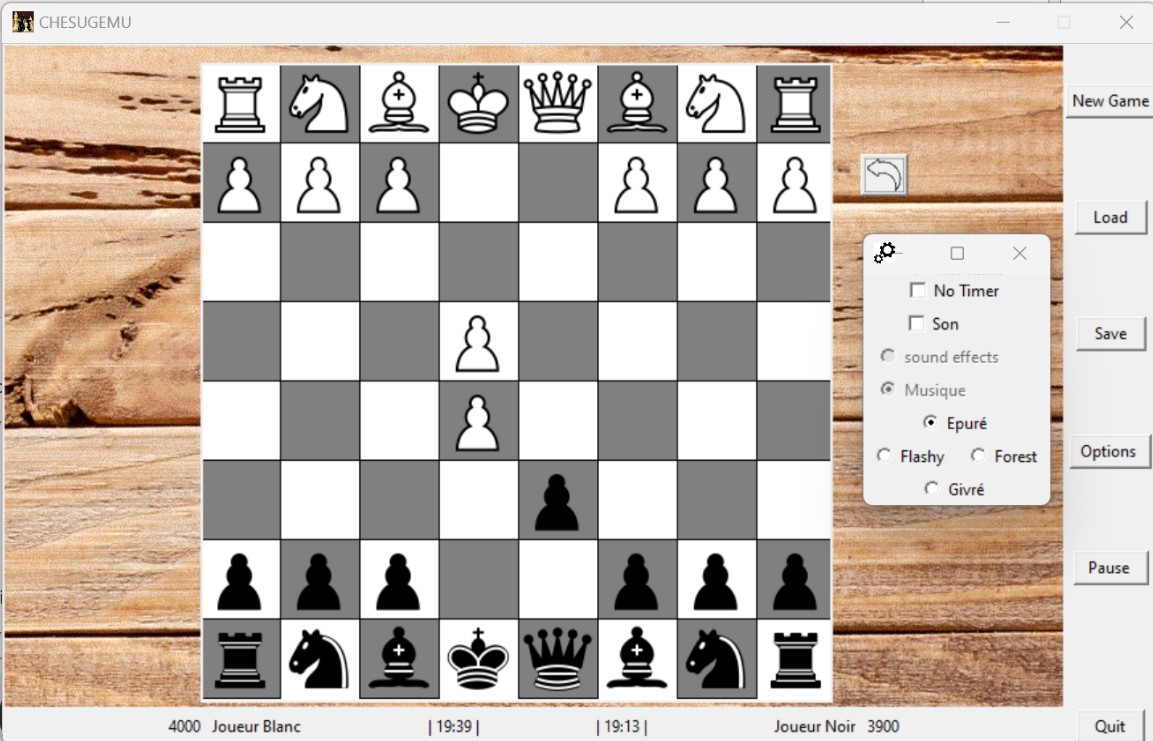 CHESUGEMU
New Game
Load
No Timer
Son
Save
sound effects
Musique
Epuré
Options
Flashy Forest
Givré
Pause
4000 Joueur Blanc | 19:39 | | 19:13 | Joueur Noir 3900
Quit